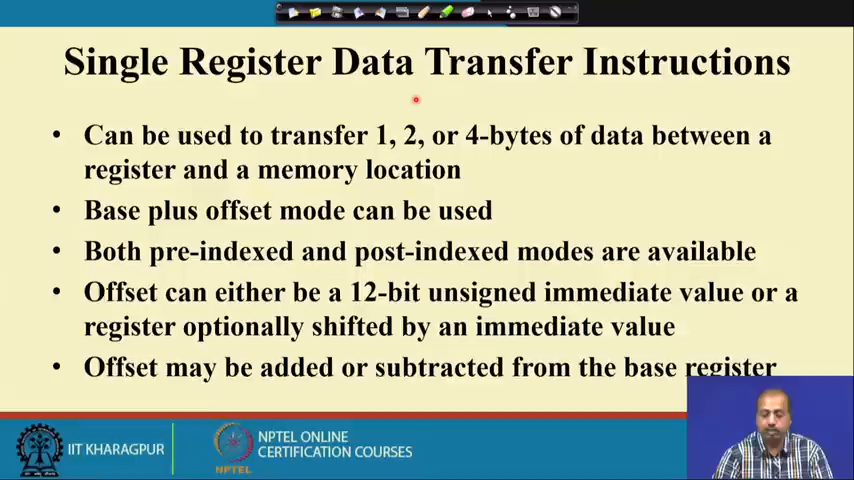 Single Register Data Transfer Instructions
• Can be used to transfer 1, 2, or 4-bytes of data between a
register and a memory location
• Base plus offset mode can be used
• Both pre-indexed and post-indexed modes are available
• Offset can either be a 12-bit unsigned immediate value or a
register optionally shifted by an immediate value
• Offset may be added or subtracted from the base register
IIT KHARAGPUR
NPTEL
NPTEL ONLINE
CERTIFICATION COURSES